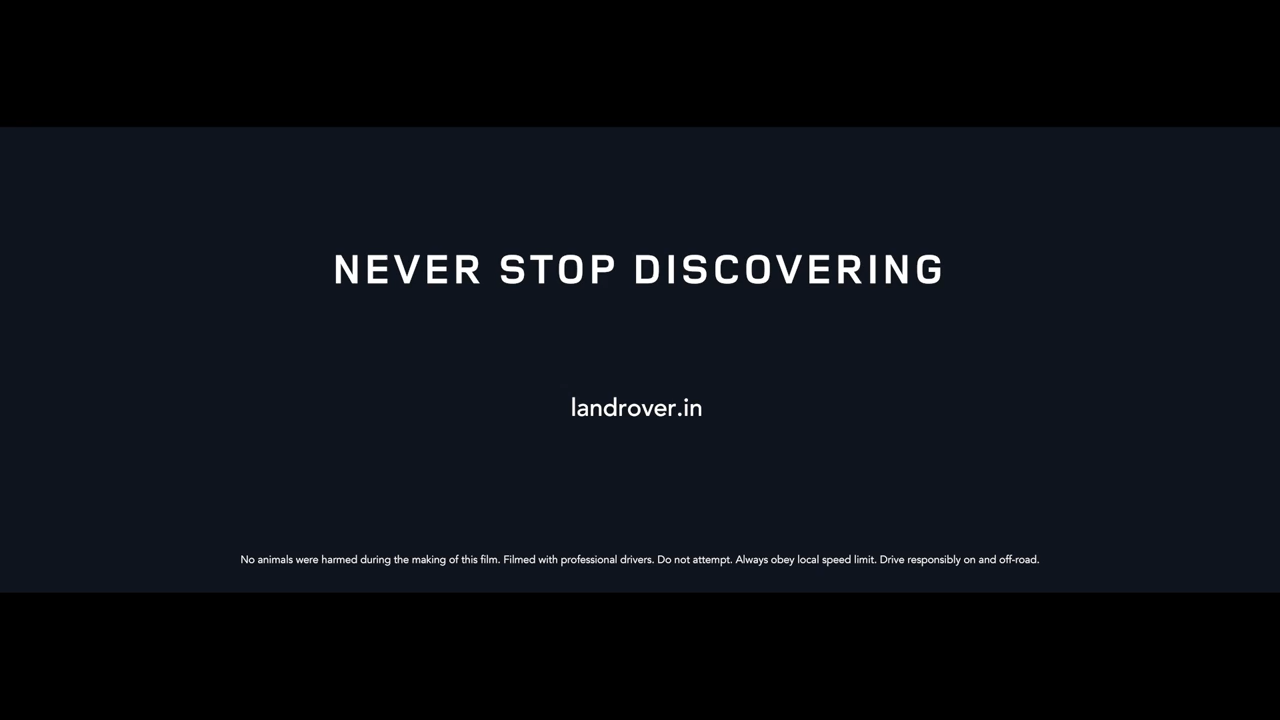 NEVER STOP DISCOVERING
landrover.in
No animals were harmed during the making of this film. Filmed with professional drivers. Do not attempt. Always obey local speed limit. Drive responsibly on and off-road.